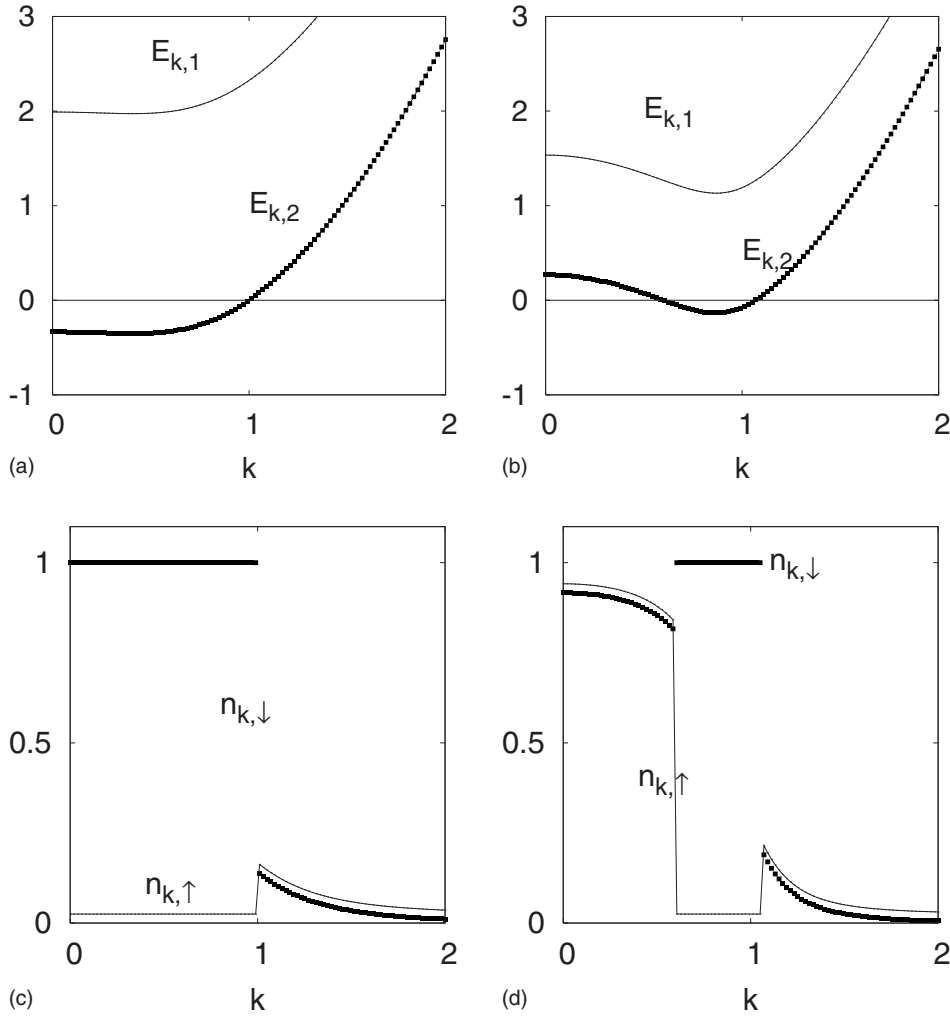 3
2
1
0
-1
E_{k,1}
E_{k,2}
0 1 2
(a) k
3
2
1
0
-1
E_{k,1}
E_{k,2}
0 1 2
(b) k
1
0.5
0
n_{k,↓}
n_{k,↑}
0 1 2
(c) k
1
0.5
0
n_{k,↓}
n_{k,↑}
0 1 2
(d) k